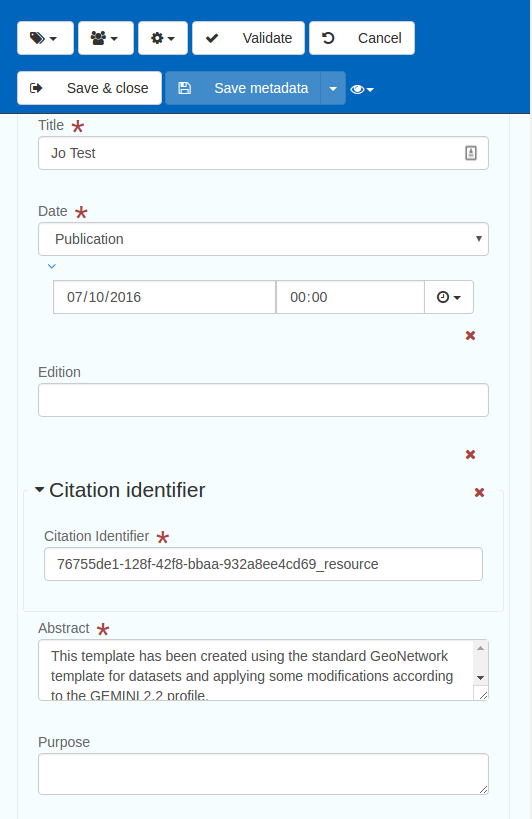 Validate
Cancel
Save & close
Save metadata
Title *
Jo Test
Date *
Publication
07/10/2016
00:00
Edition
Citation identifier
Citation Identifier *
76755de1-128f-42f8-bbaa-932a8ee4cd69_resource
Abstract *
This template has been created using the standard GeoNetwork
template for datasets and applying some modifications according
to the GEMINI 2.2 profile.
Purpose